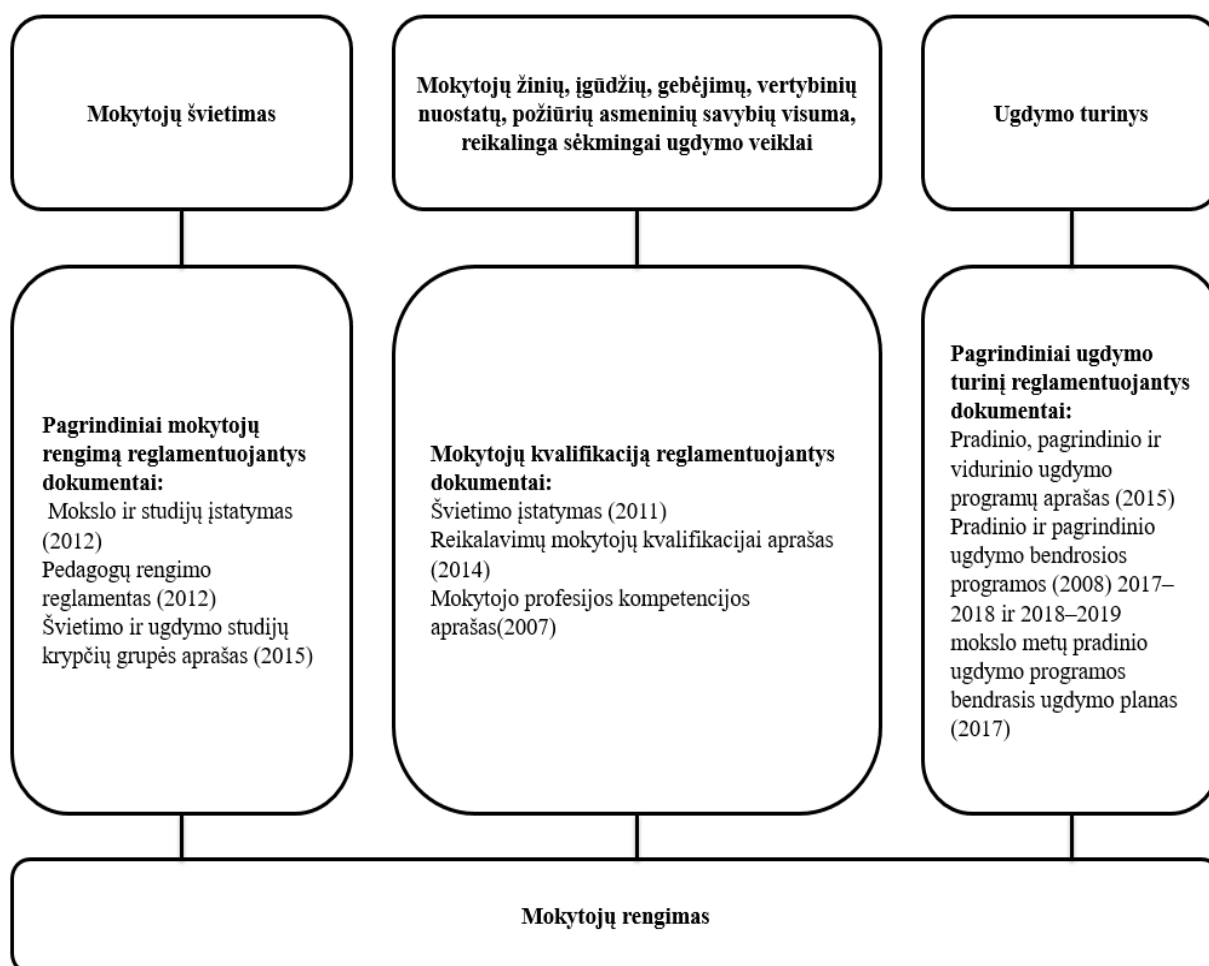 Mokytojų švietimas
Mokytojų žinių, įgūdžių, gebėjimų, vertybinių
nuostatų, požiūrių asmeninių savybių visuma,
reikalinga sėkmingai ugdymo veiklai
Ugdymo turinys
Pagrindiniai mokytojų
rengimą reglamentuojantys
dokumentai:
Mokslo ir studijų įstatymas
(2012)
Pedagogų rengimo
reglamentas (2012)
Švietimo ir ugdymo studijų
krypčių grupės aprašas (2015)
Mokytojų kvalifikaciją reglamentuojantys
dokumentai:
Švietimo įstatymas (2011)
Reikalavimų mokytojų kvalifikacijai aprašas
(2014)
Mokytojo profesijos kompetencijos
aprašas(2007)
Pagrindiniai ugdymo
turinį reglamentuojantys
dokumentai:
Pradinio, pagrindinio ir
vidurinio ugdymo
programų aprašas (2015)
Pradinio ir pagrindinio
ugdymo bendrosios
programos (2008) 2017–
2018 ir 2018–2019
mokslo metų pradinio
ugdymo programos
bendrasis ugdymo planas
(2017)
Mokytojų rengimas